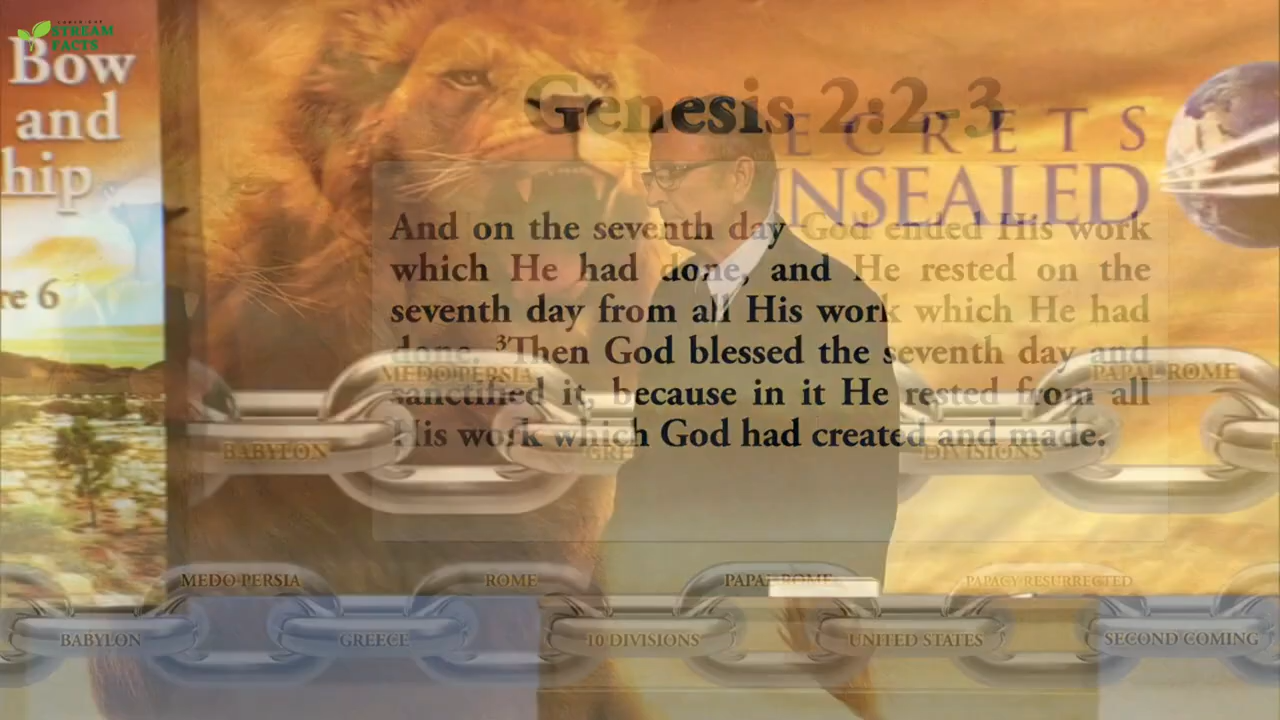 STREAM
FACTS
Bow
and
hip
re 6
Genesis 2:2-3
ECRETS
NSEALED
And on the seventh day God ended His work
which He had done, and He rested on the
seventh day from all His work which He had
done. ³Then God blessed the seventh day and
sanctified it, because in it He rested from all
His work which God had created and made.
MEDO-PERSIA
PAPAL ROME
BABYLON
GRE
DIVISIONS
MEDO-PERSIA
ROME
PAPAL ROME
PAPACY RESURRECTED
BABYLON
GREECE
10 DIVISIONS
UNITED STATES
SECOND COMING